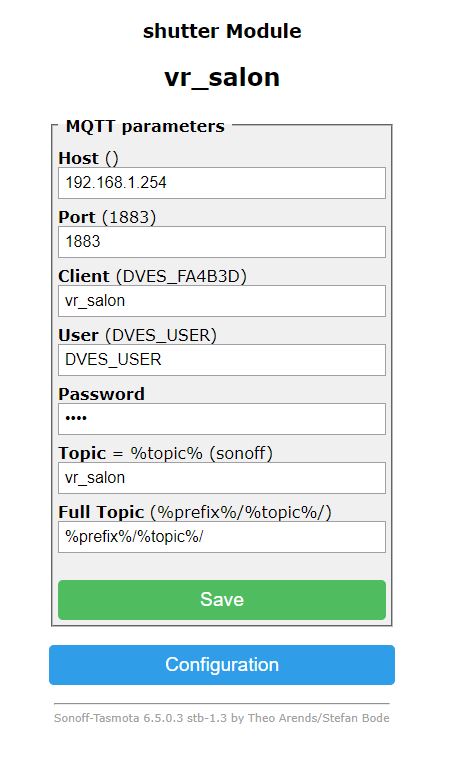 shutter Module
vr_salon
MQTT parameters
Host ()
192.168.1.254
Port (1883)
1883
Client (DVES_FA4B3D)
vr_salon
User (DVES_USER)
DVES_USER
Password
••••
Topic = %topic% (sonoff)
vr_salon
Full Topic (%prefix%/%topic%/)
%prefix%/%topic%/
Save
Configuration
Sonoff-Tasmota 6.5.0.3 stb-1.3 by Theo Arends/Stefan Bode